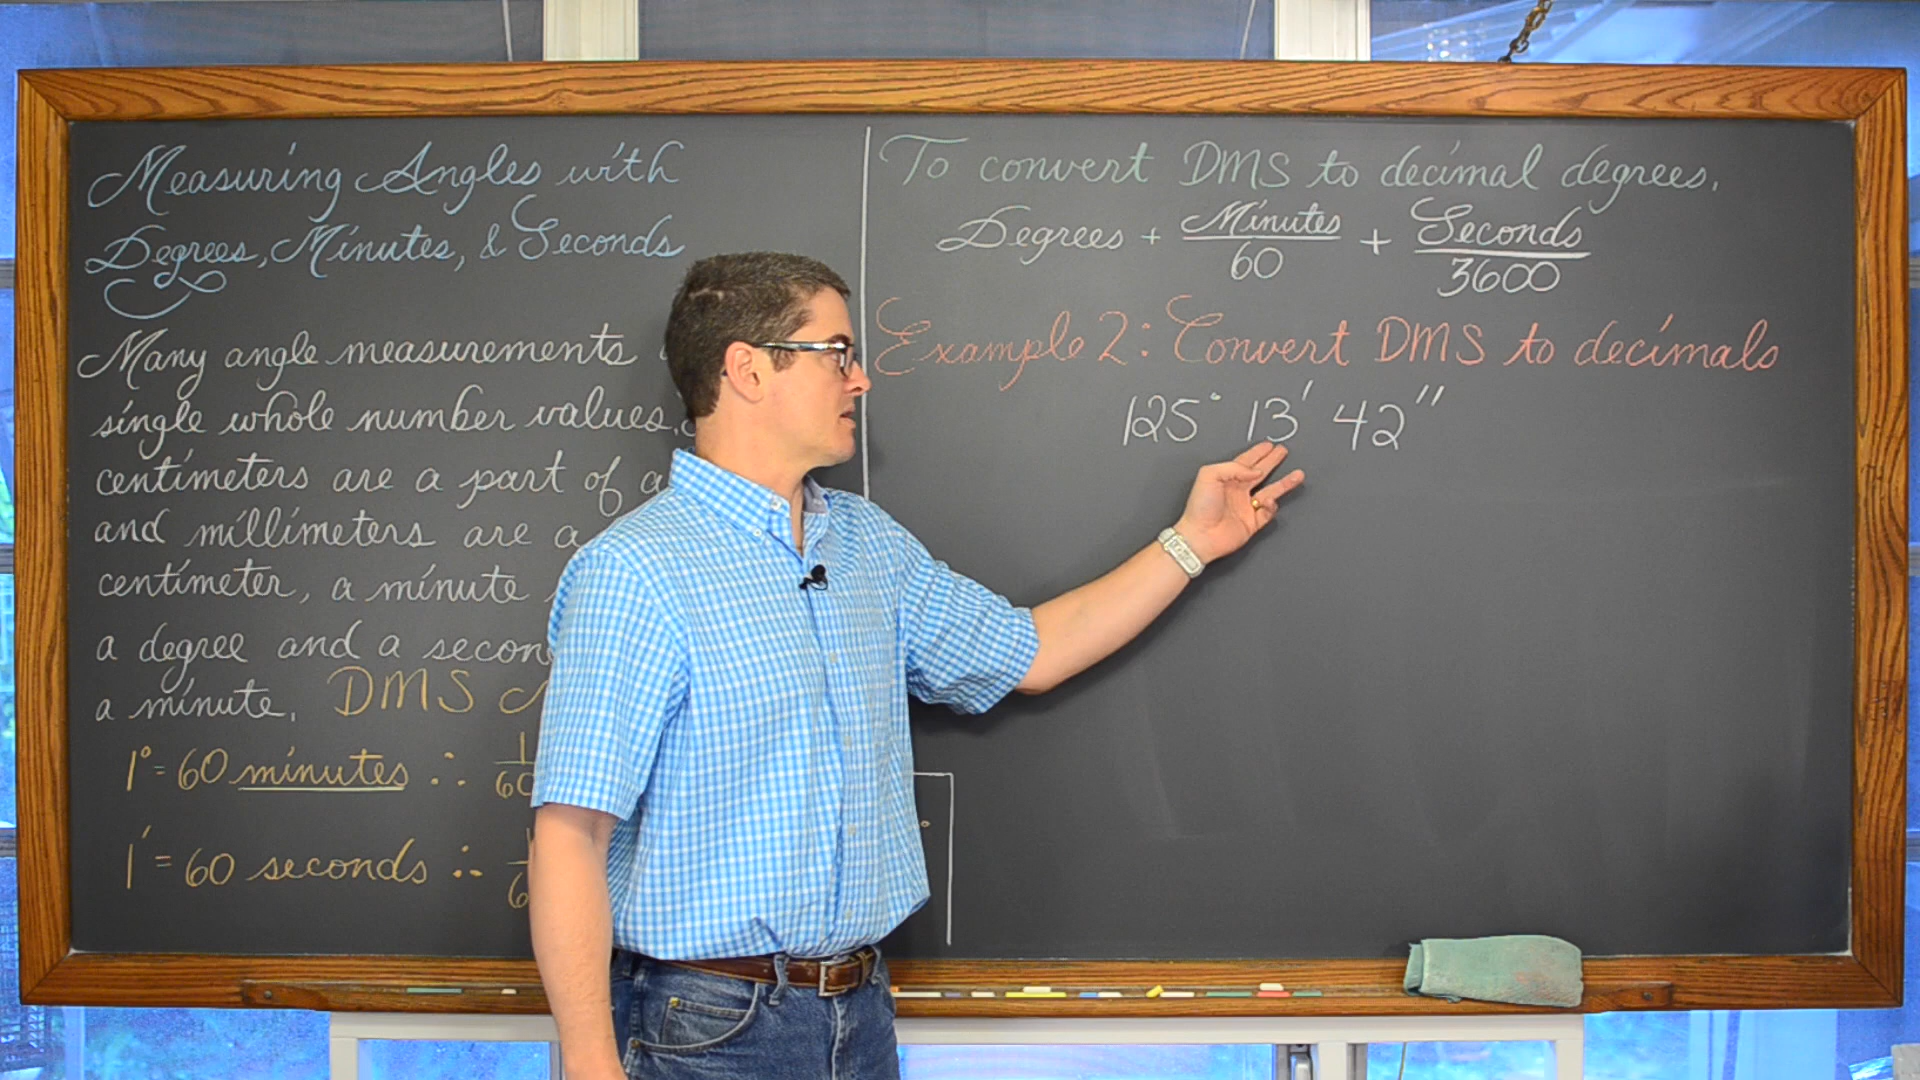 Measuring Angles with
Degrees, Minutes, & Seconds
Many angle measurements
single whole number values,
centimeters are a part of a
and millimeters are a
centimeter, a minute
a degree and a secon
a minute. DMS
1° = 60 minutes ∴ 1/60
1′ = 60 seconds ∴ 1/6
To convert DMS to decimal degrees.
Degrees + Minutes/60 + Seconds/3600
Example 2: Convert DMS to decimals
125° 13′ 42″